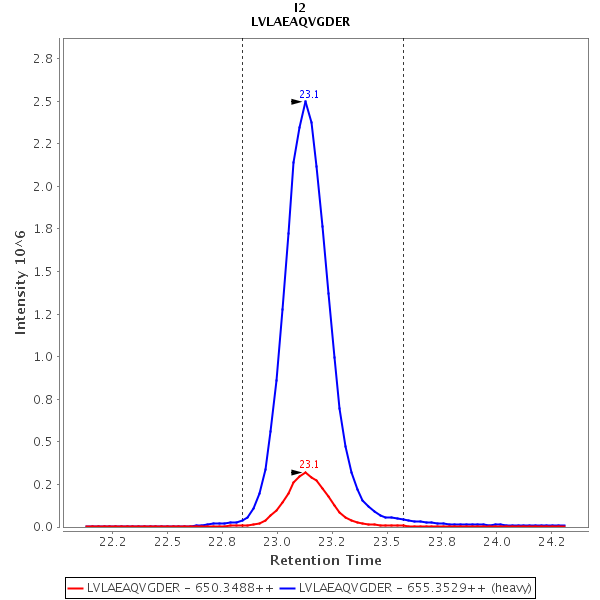 I2
LVLAEAQVGDER
Intensity 10^6
2.8
2.5
2.2
2.0
1.8
1.5
1.2
1.0
0.8
0.5
0.2
0.0
23.1
23.1
22.2 22.5 22.8 23.0 23.2 23.5 23.8 24.0 24.2
Retention Time
LVLAEAQVGDER - 650.3488++ LVLAEAQVGDER - 655.3529++ (heavy)